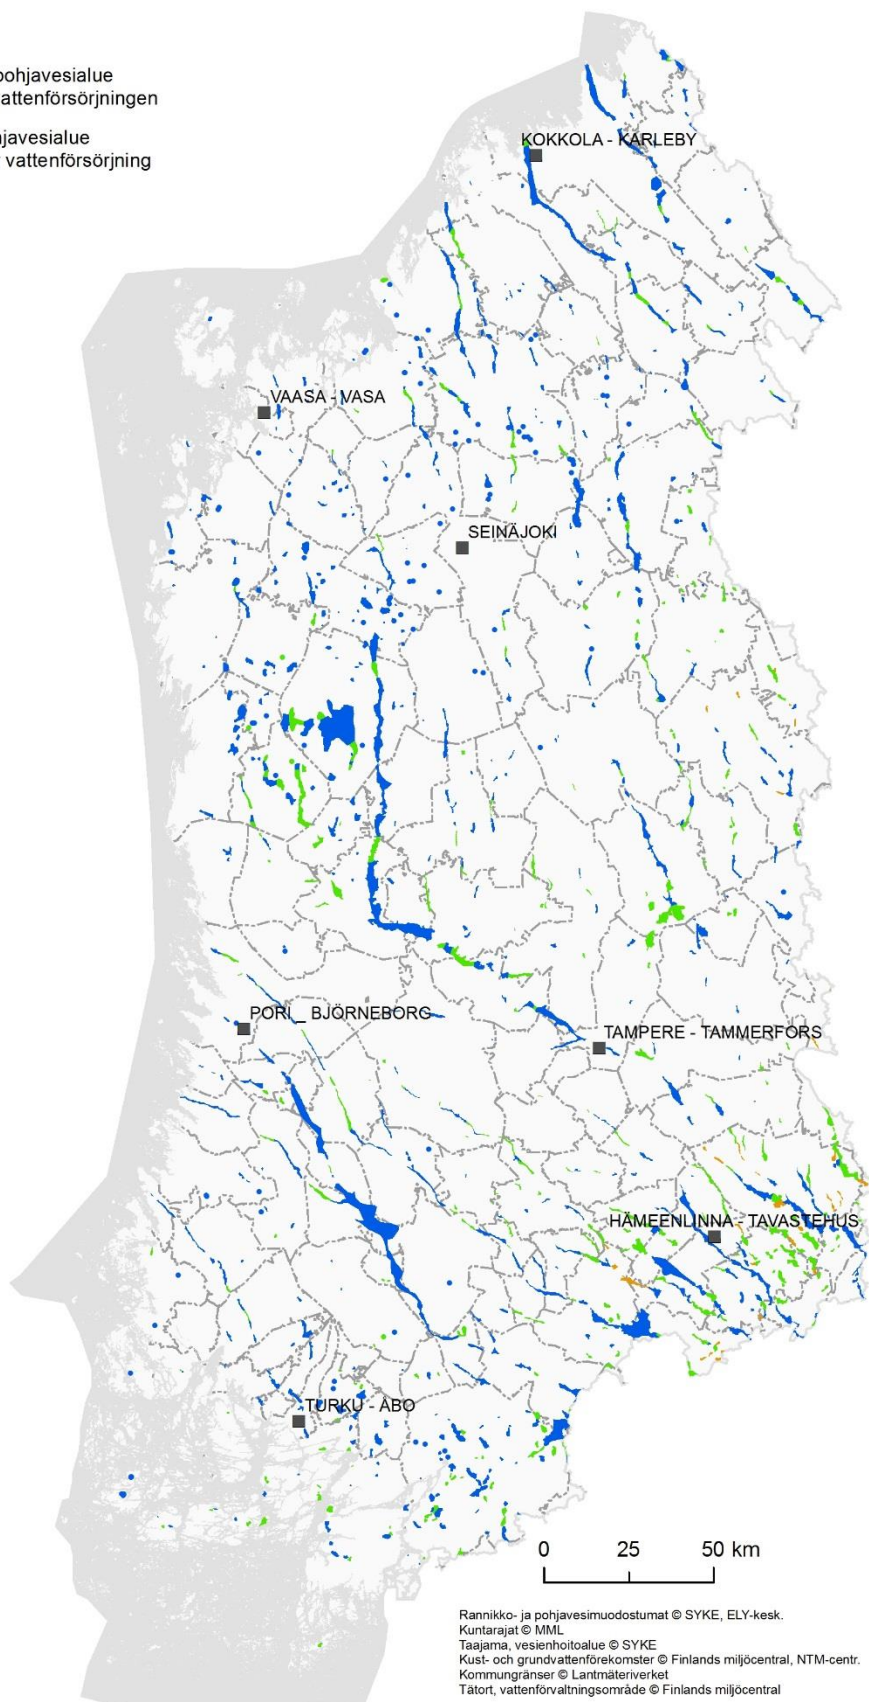 pohjavesialue
attenförsörjningen
javesialue
vattenförsörjning
KOKKOLA - KARLEBY
VAASA - VASA
SEINÄJOKI
PORI _ BJÖRNEBORG
TAMPERE - TAMMERFORS
HÄMEENLINNA - TAVASTEHUS
TURKU - ÅBO
0 25 50 km
Rannikko- ja pohjavesimuodostumat © SYKE, ELY-kesk.
Kuntarajat © MML
Taajama, vesienhoitoalue © SYKE
Kust- och grundvattenförekomster © Finlands miljöcentral, NTM-centr.
Kommungränser © Lantmäteriverket
Tätort, vattenförvaltningsområde © Finlands miljöcentral